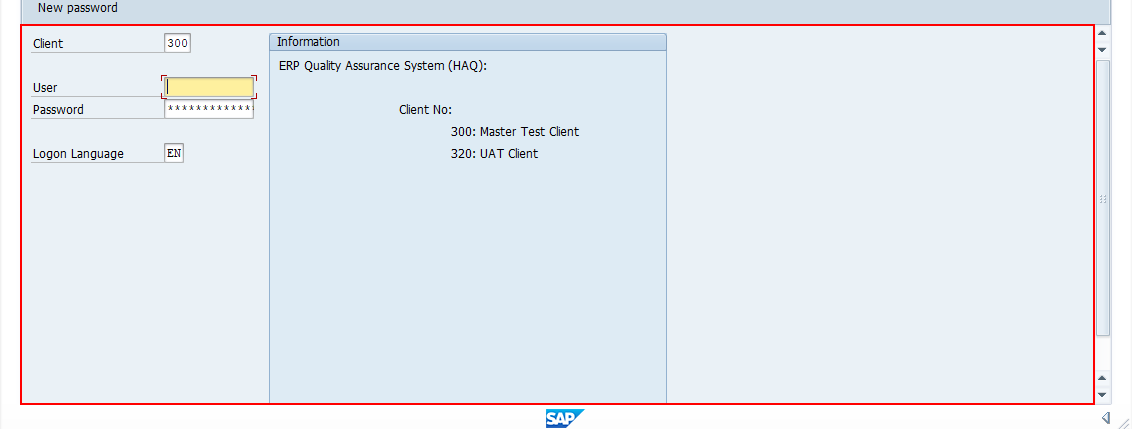 New password
Client 300
Information
ERP Quality Assurance System (HAQ):
User
Password *************
Client No:
300: Master Test Client
Logon Language EN
320: UAT Client
SAP